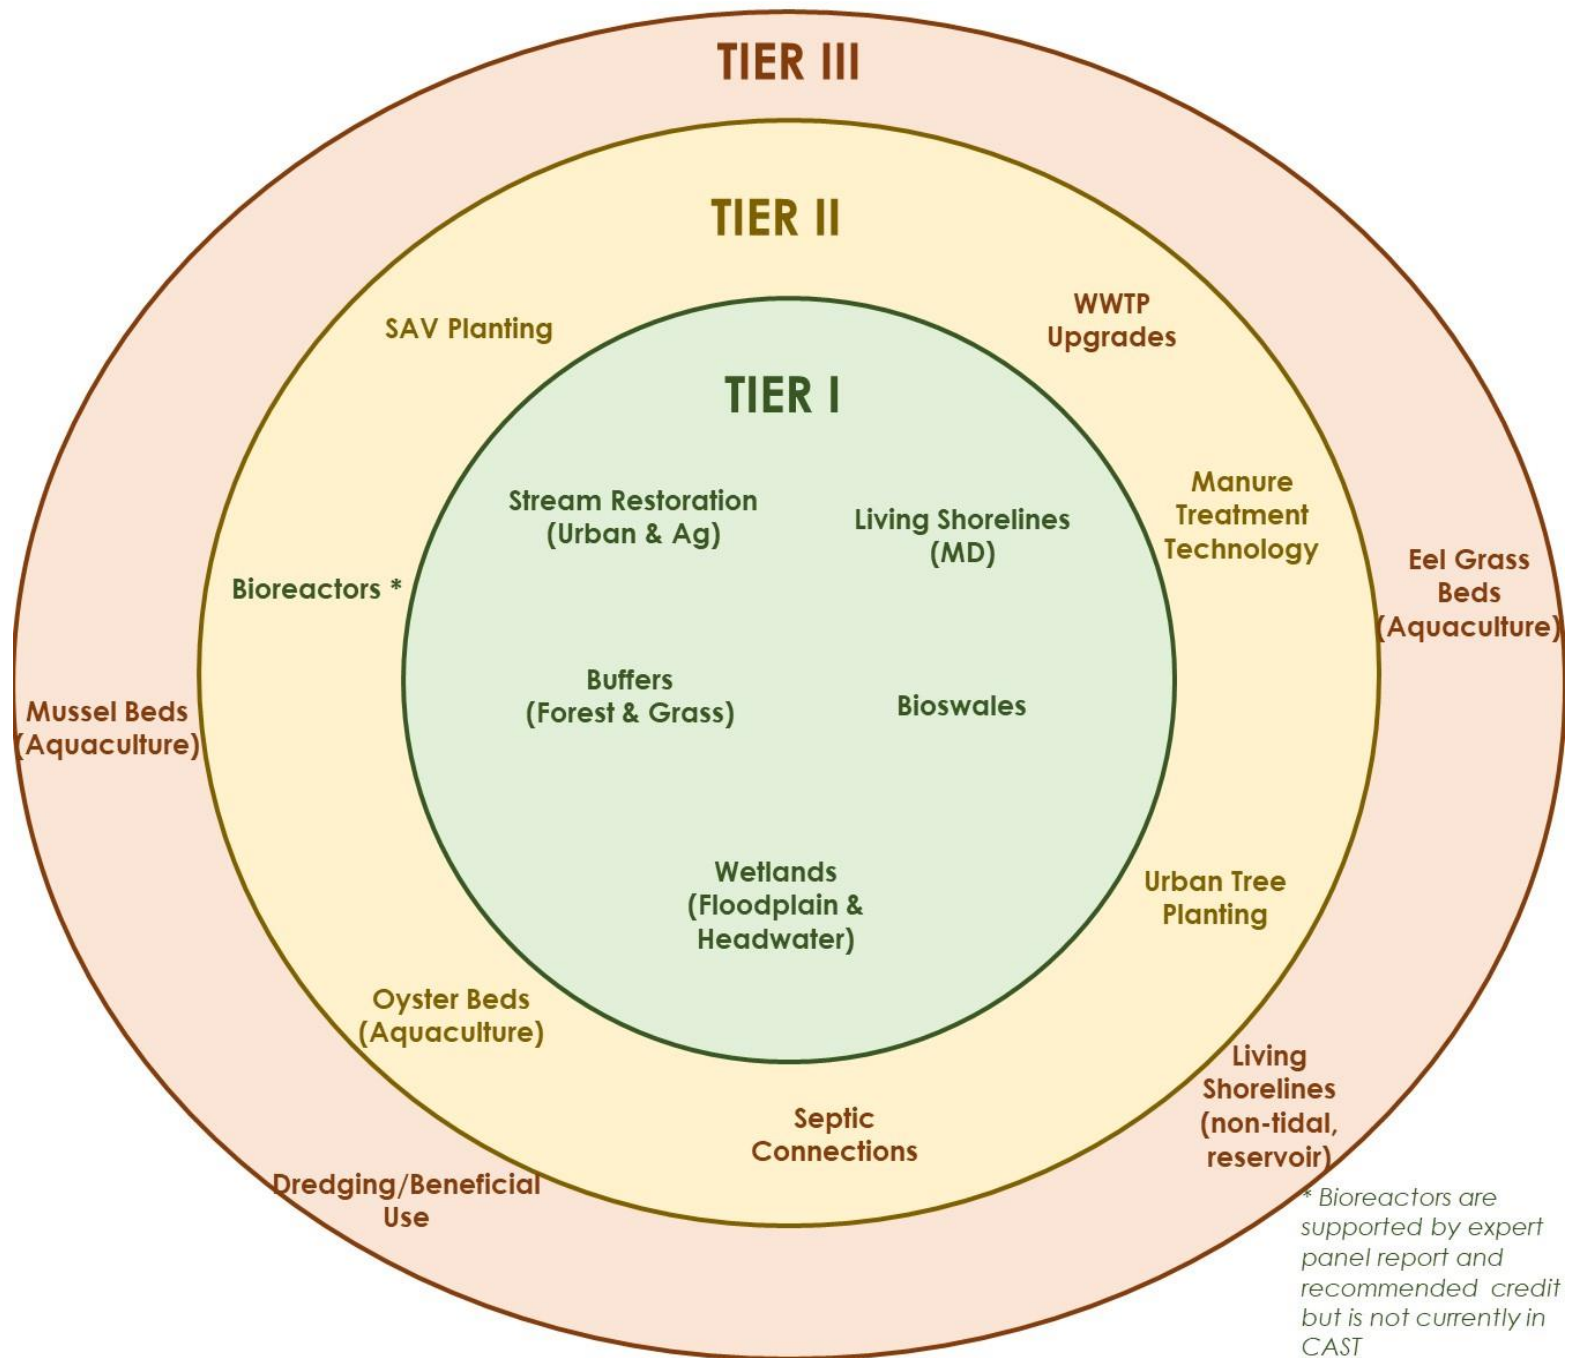 TIER III
TIER II
SAV Planting
WWTP
Upgrades
TIER I
Stream Restoration
(Urban & Ag)
Living Shorelines
(MD)
Manure
Treatment
Technology
Bioreactors *
Eel Grass
Beds
(Aquaculture)
Buffers
(Forest & Grass)
Bioswales
Mussel Beds
(Aquaculture)
Wetlands
(Floodplain &
Headwater)
Urban Tree
Planting
Oyster Beds
(Aquaculture)
Septic
Connections
Living
Shorelines
(non-tidal,
reservoir)
Dredging/Beneficial
Use
* Bioreactors are
supported by expert
panel report and
recommended credit
but is not currently in
CAST